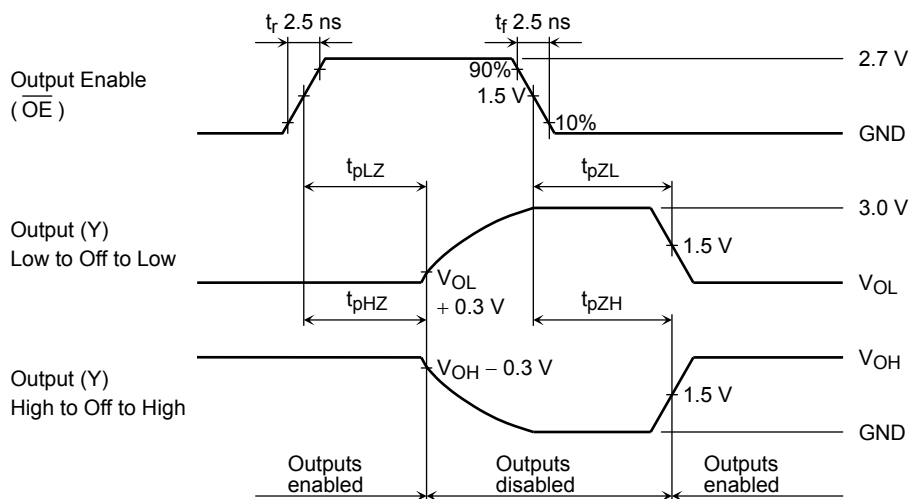 tr 2.5 ns
tf 2.5 ns
Output Enable
( OE )
90%
1.5 V
10%
2.7 V
GND
tpLZ
tpZL
Output (Y)
Low to Off to Low
3.0 V
1.5 V
VOL
+ 0.3 V
VOL
tpHZ
tpZH
Output (Y)
High to Off to High
VOH − 0.3 V
VOH
1.5 V
GND
Outputs
enabled
Outputs
disabled
Outputs
enabled